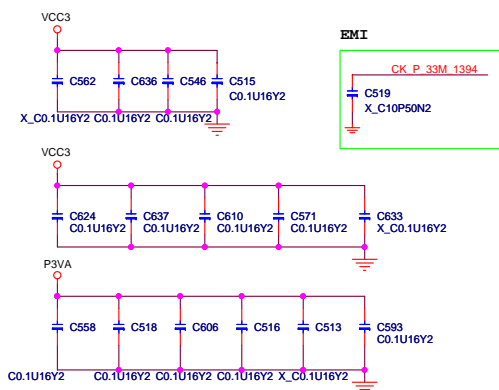 VCC3
EMI
C562 C636 C546 C515
C0.1U16Y2
X_C0.1U16Y2 C0.1U16Y2 C0.1U16Y2
CK_P_33M_1394
C519
X_C10P50N2
VCC3
C624 C637 C610 C571 C633
C0.1U16Y2 C0.1U16Y2 C0.1U16Y2 C0.1U16Y2 X_C0.1U16Y2
P3VA
C558 C518 C606 C516 C513 C593
C0.1U16Y2
C0.1U16Y2 C0.1U16Y2 C0.1U16Y2 C0.1U16Y2 X_C0.1U16Y2